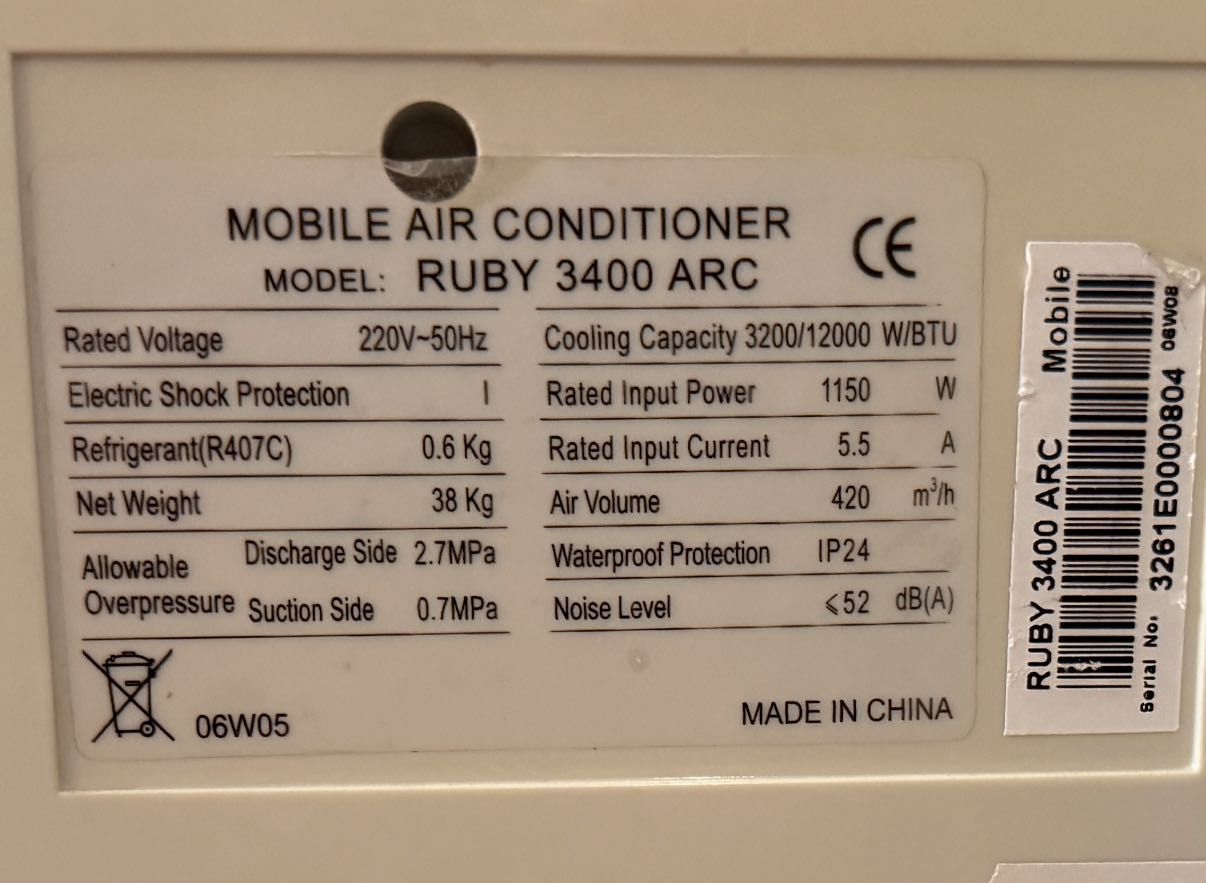 MOBILE AIR CONDITIONER
CE
MODEL: RUBY 3400 ARC
Rated Voltage 220V~50Hz
Electric Shock Protection I
Refrigerant(R407C) 0.6 Kg
Net Weight 38 Kg
Allowable Overpressure
Discharge Side 2.7MPa
Suction Side 0.7MPa
06W05
Cooling Capacity 3200/12000 W/BTU
Rated Input Power 1150 W
Rated Input Current 5.5 A
Air Volume 420 m³/h
Waterproof Protection IP24
Noise Level ⩽52 dB(A)
MADE IN CHINA
RUBY 3400 ARC Mobile
Serial No: 3261E0000804 06W08